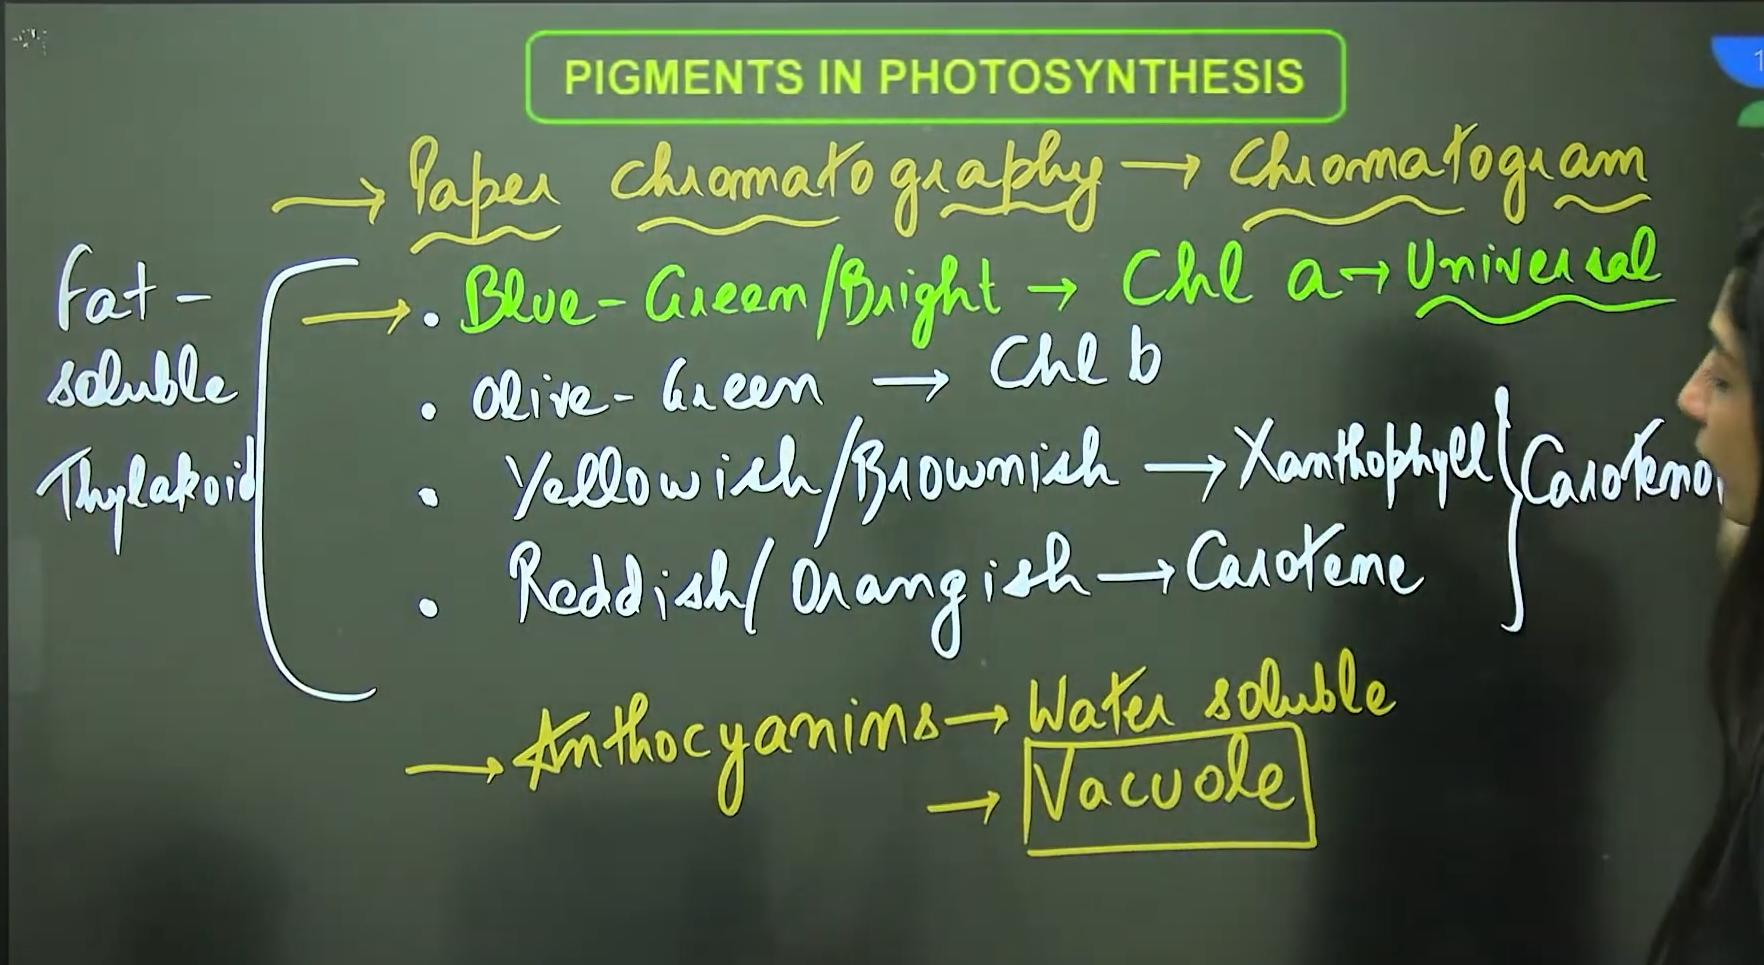 PIGMENTS IN PHOTOSYNTHESIS
→ Paper chromatography → Chromatogram
Fat-
soluble
Thylakoid
→ • Blue-Green/Bright → Chl a → Universal
• Olive-Green → Chl b
• Yellowish/Brownish → Xanthophyll
• Reddish/Orangish → Carotene
} Caroteno
→ Anthocyanins → Water soluble
→ Vacuole
1